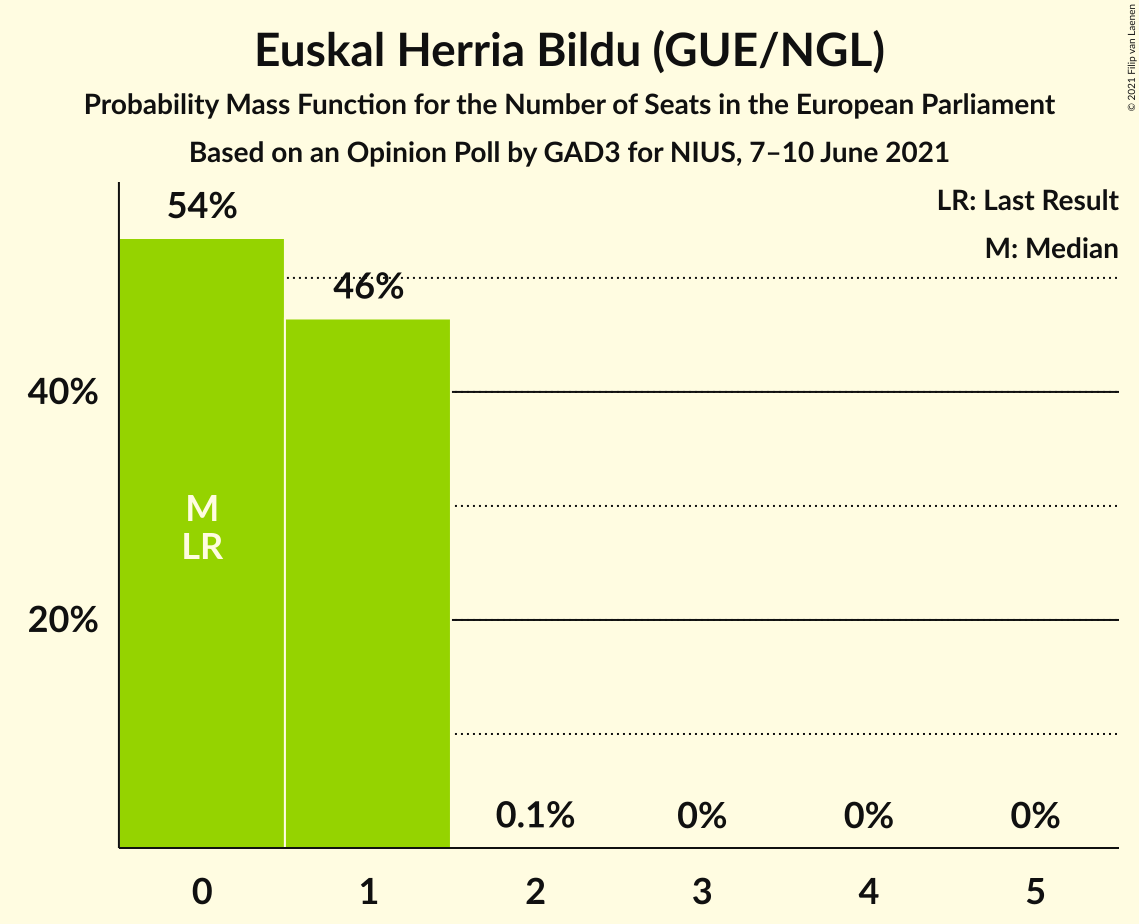 Euskal Herria Bildu (GUE/NGL)
Probability Mass Function for the Number of Seats in the European Parliament
Based on an Opinion Poll by GAD3 for NIUS, 7–10 June 2021
© 2021 Filip van Laenen
LR: Last Result
M: Median
54%
46%
40%
20%
M
LR
0.1%
0%
0%
0%
0
1
2
3
4
5